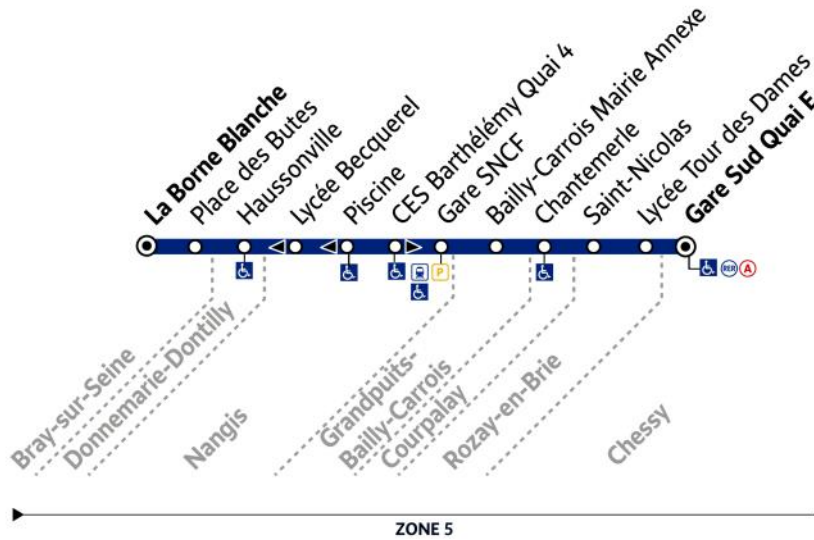 La Borne Blanche
Place des Butes
Haussonville
Lycée Becquerel
Piscine
CES Barthélémy Quai 4
Gare SNCF
Bailly-Carrois Mairie Annexe
Chantemerle
Saint-Nicolas
Lycée Tour des Dames
Gare Sud Quai E
P
RER A
Bray-sur-Seine
Donnemarie-Dontilly
Nangis
Grandpuits-
Bailly-Carrois
Courpalay
Rozay-en-Brie
Chessy
ZONE 5